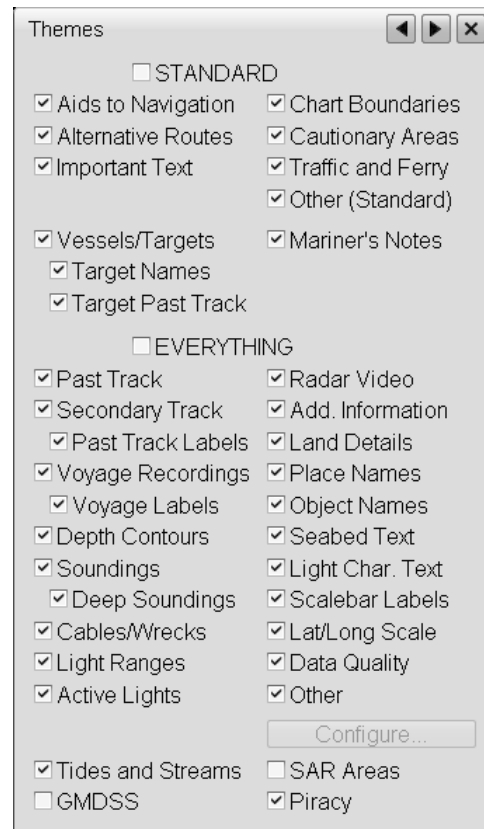 Themes
STANDARD
Aids to Navigation Chart Boundaries
Alternative Routes Cautionary Areas
Important Text Traffic and Ferry
Other (Standard)
Vessels/Targets Mariner's Notes
Target Names
Target Past Track
EVERYTHING
Past Track Radar Video
Secondary Track Add. Information
Past Track Labels Land Details
Voyage Recordings Place Names
Voyage Labels Object Names
Depth Contours Seabed Text
Soundings Light Char. Text
Deep Soundings Scalebar Labels
Cables/Wrecks Lat/Long Scale
Light Ranges Data Quality
Active Lights Other
Configure...
Tides and Streams SAR Areas
GMDSS Piracy